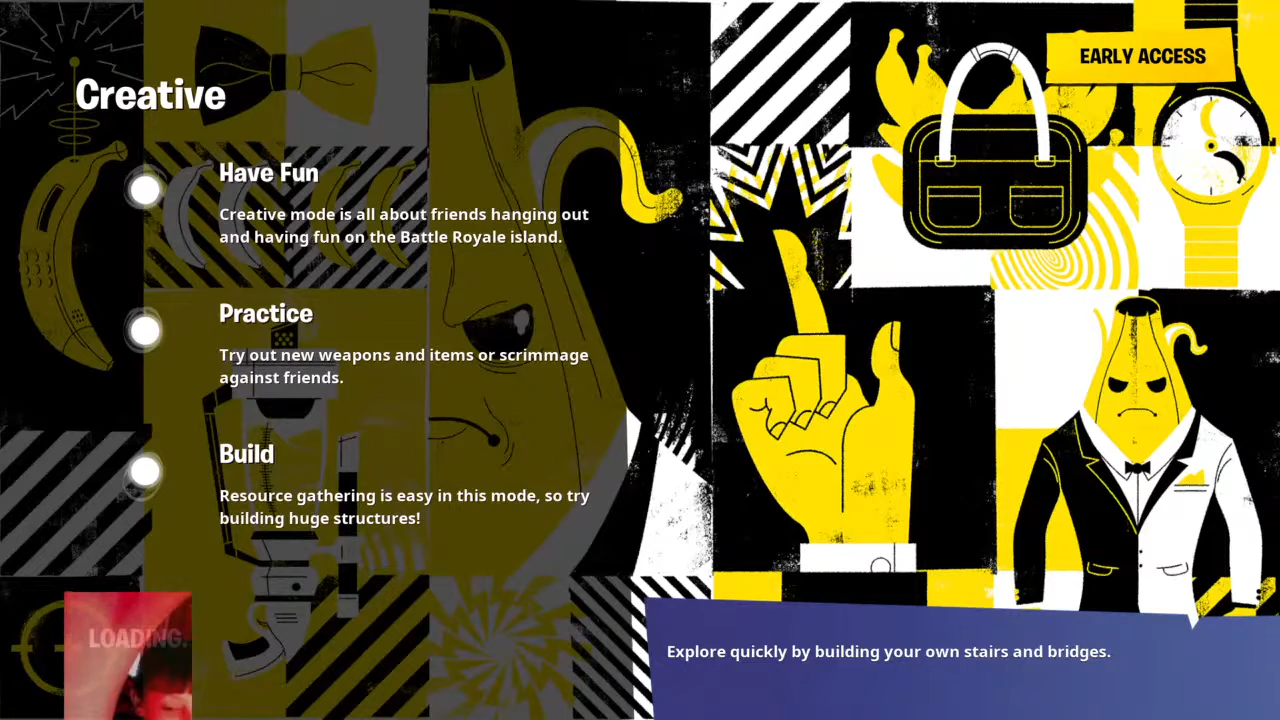 EARLY ACCESS
Creative
Have Fun
Creative mode is all about friends hanging out
and having fun on the Battle Royale island.
Practice
Try out new weapons and items or scrimmage
against friends.
Build
Resource gathering is easy in this mode, so try
building huge structures!
LOADING.
Explore quickly by building your own stairs and bridges.